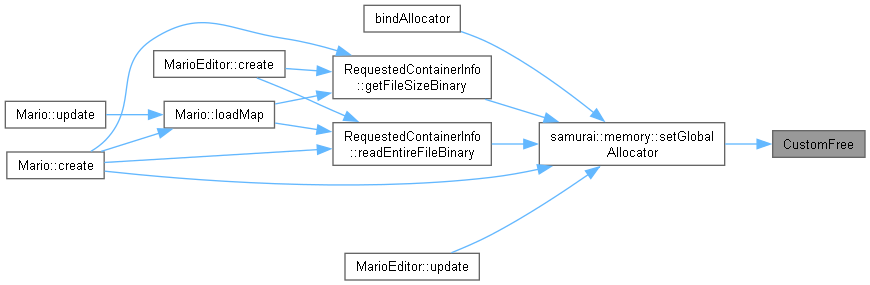 bindAllocator
MarioEditor::create
RequestedContainerInfo
::getFileSizeBinary
Mario::update
Mario::loadMap
RequestedContainerInfo
::readEntireFileBinary
samurai::memory::setGlobal
Allocator
CustomFree
Mario::create
MarioEditor::update